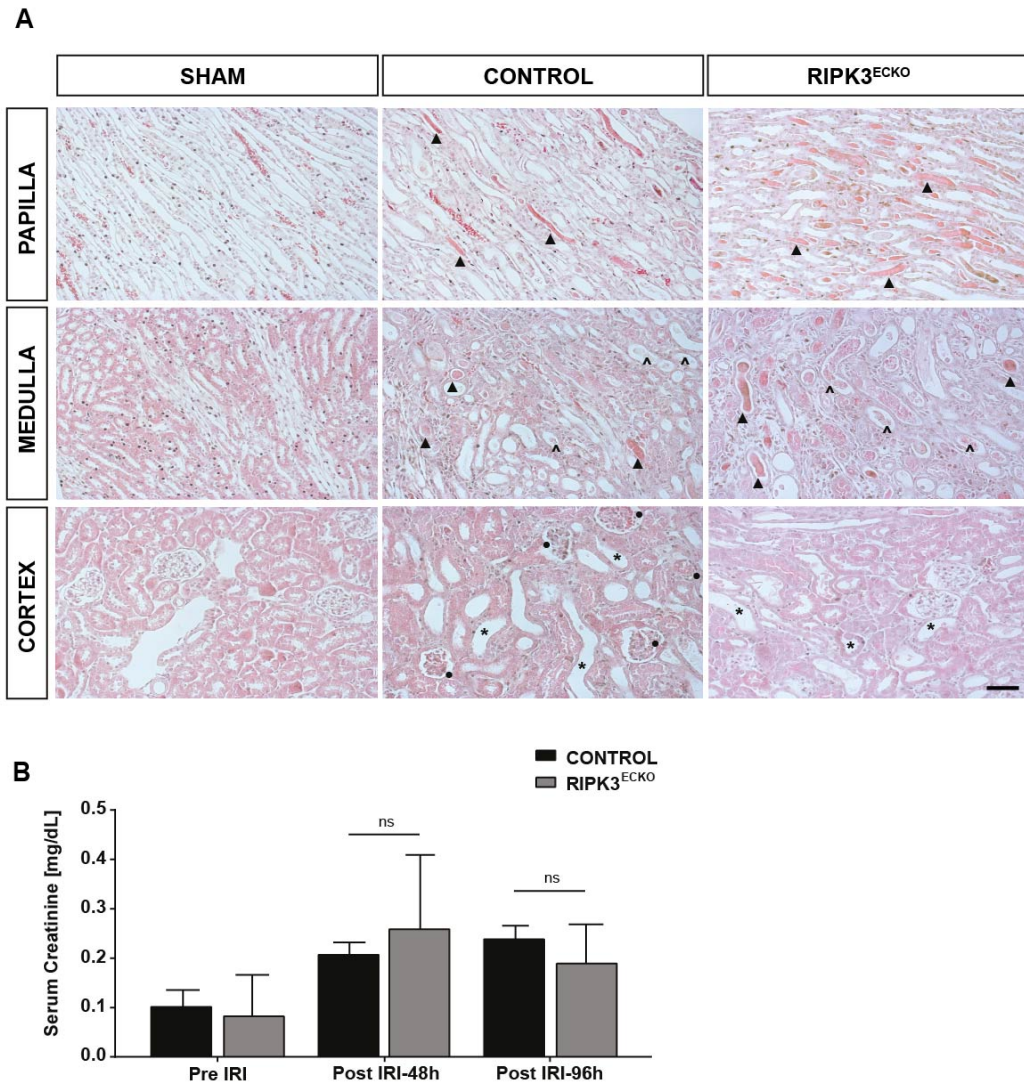 A
SHAM CONTROL RIPK3ECKO
PAPILLA
MEDULLA
CORTEX
B
CONTROL
RIPK3ECKO
Serum Creatinine [mg/dL]
0.5
0.4
0.3
0.2
0.1
0.0
ns
ns
Pre IRI Post IRI-48h Post IRI-96h